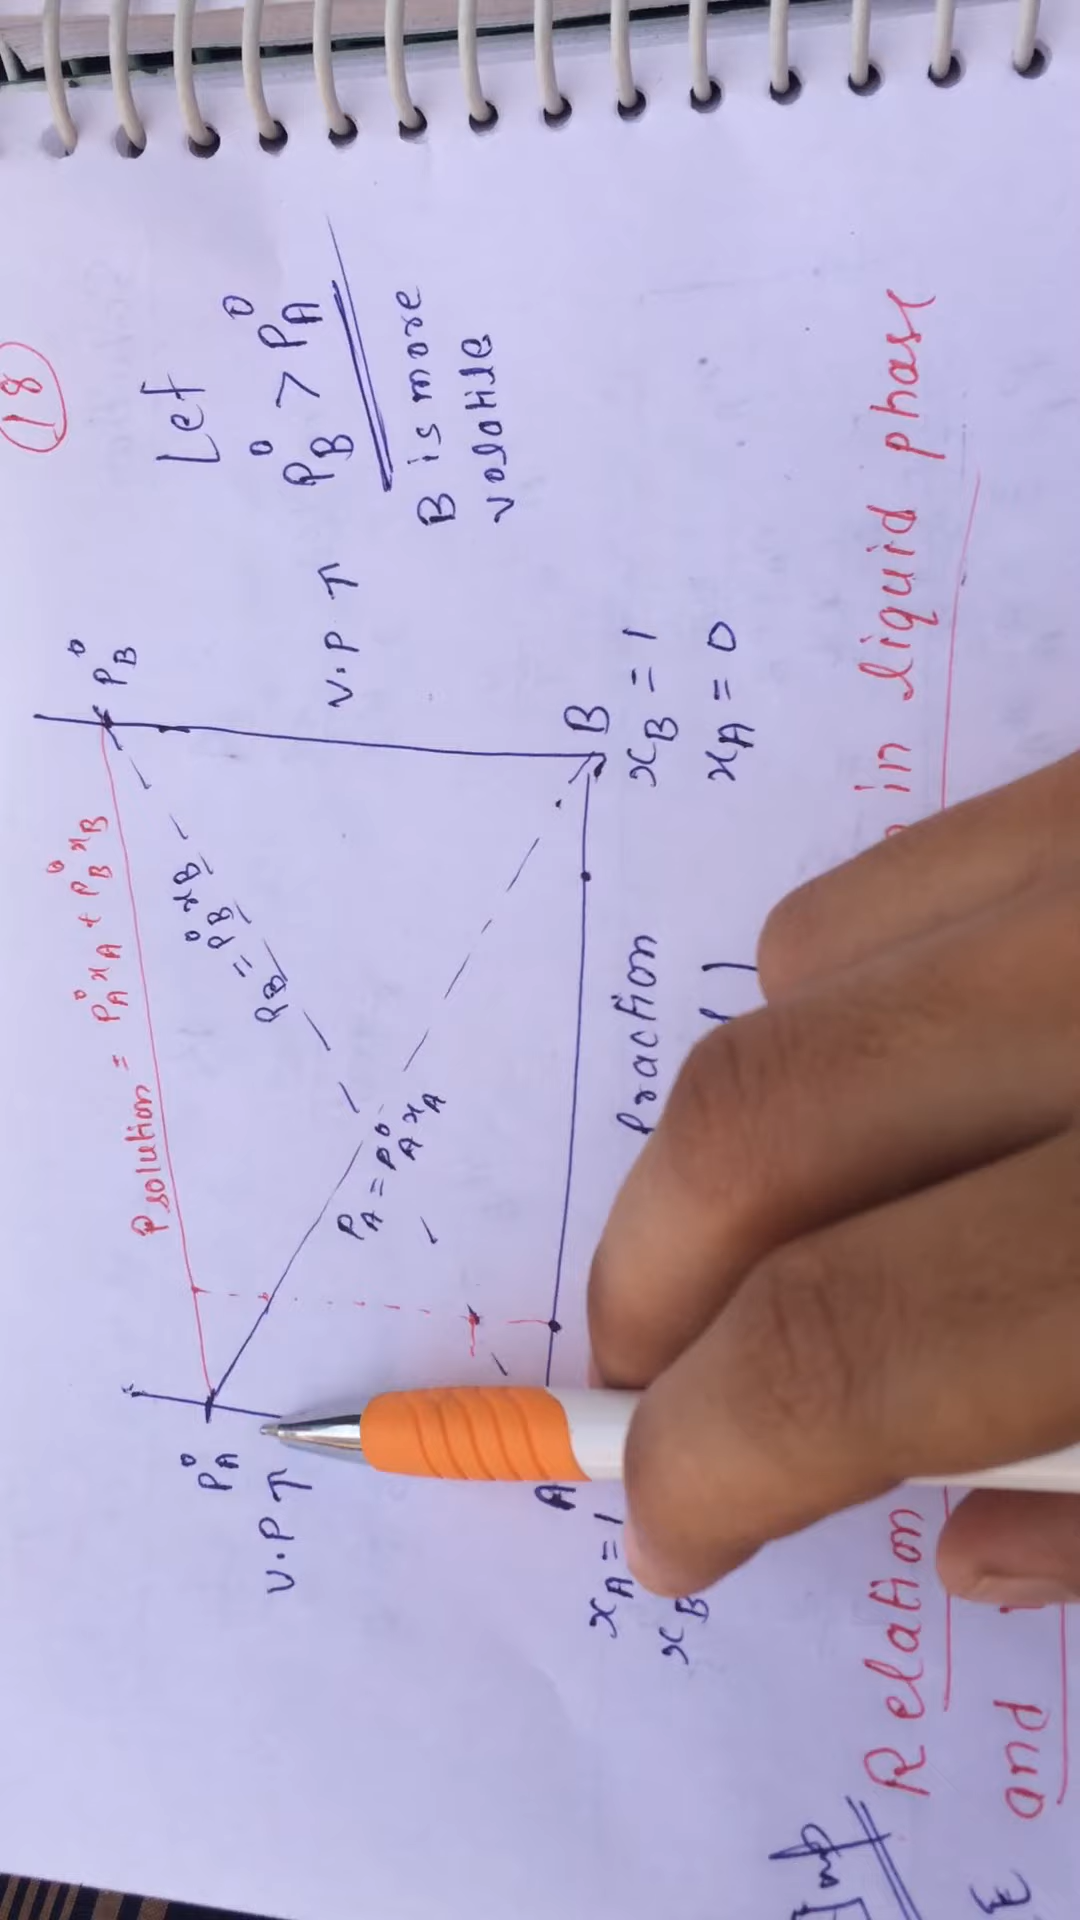 18
Let
P°B > P°A
B is more
volatile
P°B
V.P ↑
Psolution = P°A xA + P°B xB
PB = P°B xB
PA = P°A xA
P°A
V.P ↑
A
B
xA = 1
xB
xB = 1
xA = 0
Fraction
Relation
in liquid phase
and